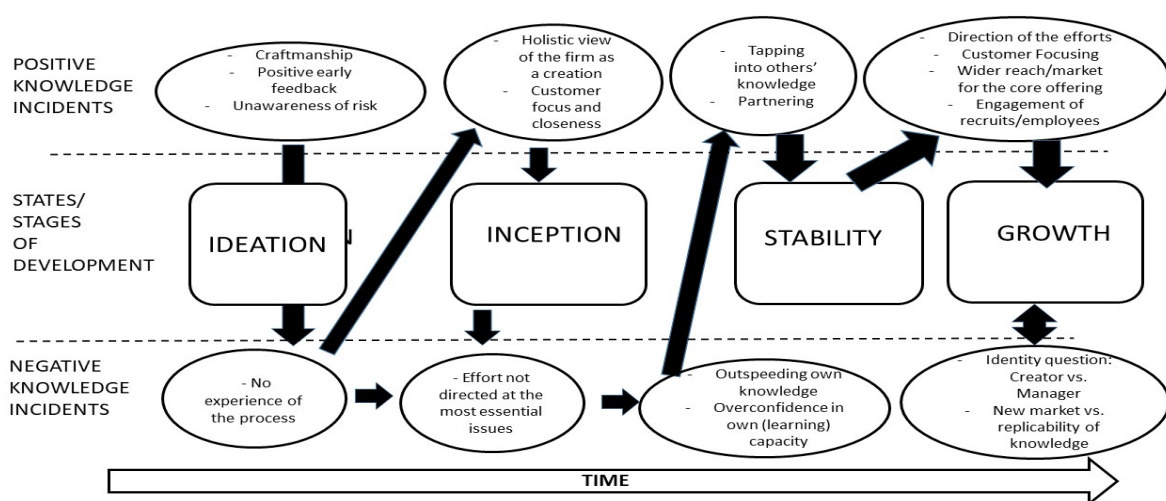 POSITIVE
KNOWLEDGE
INCIDENTS
- Craftmanship
- Positive early
feedback
- Unawareness of risk
- Holistic view
of the firm as
a creation
- Customer
focus and
closeness
- Tapping
into others'
knowledge
- Partnering
- Direction of the efforts
- Customer Focusing
- Wider reach/market
for the core offering
- Engagement of
recruits/employees
STATES/
STAGES
OF
DEVELOPMENT
IDEATION
INCEPTION
STABILITY
GROWTH
NEGATIVE
KNOWLEDGE
INCIDENTS
- No
experience of
the process
- Effort not
directed at the
most essential
issues
- Outspeeding own
knowledge
- Overconfidence in
own (learning)
capacity
- Identity question:
Creator vs.
Manager
- New market vs.
replicability of
knowledge
TIME